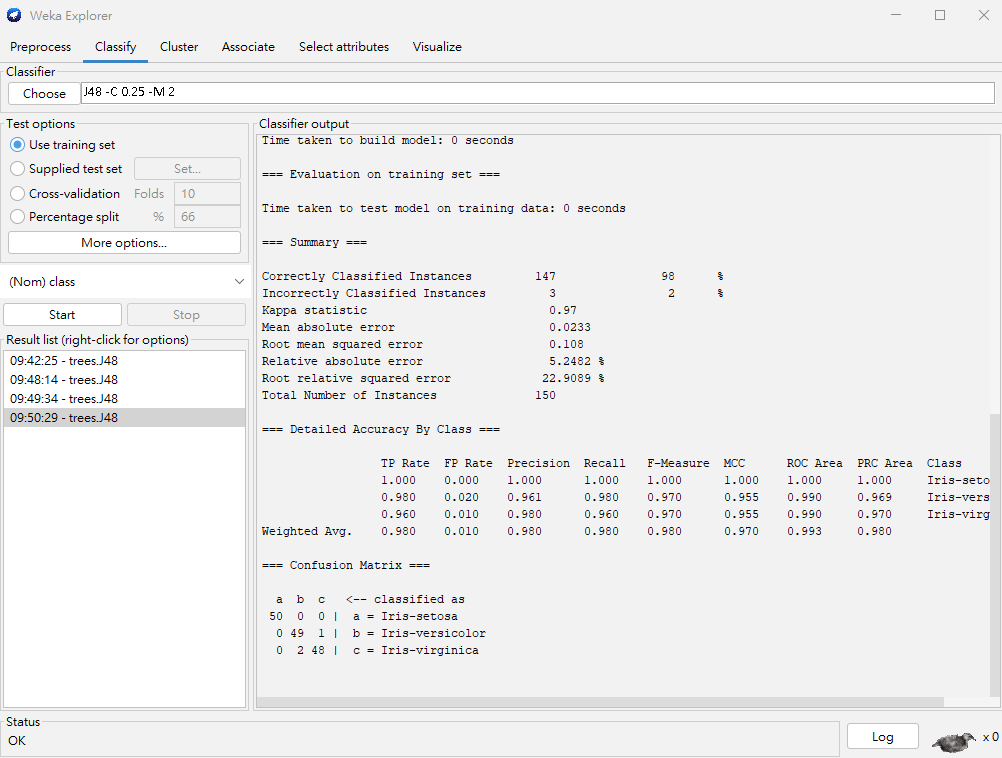 Weka Explorer
Preprocess Classify Cluster Associate Select attributes Visualize
Classifier
Choose J48 -C 0.25 -M 2
Test options
Use training set
Supplied test set Set...
Cross-validation Folds 10
Percentage split % 66
More options...
(Nom) class
Start Stop
Result list (right-click for options)
09:42:25 - trees.J48
09:48:14 - trees.J48
09:49:34 - trees.J48
09:50:29 - trees.J48
Classifier output
Time taken to build model: 0 seconds
=== Evaluation on training set ===
Time taken to test model on training data: 0 seconds
=== Summary ===
Correctly Classified Instances 147 98 %
Incorrectly Classified Instances 3 2 %
Kappa statistic 0.97
Mean absolute error 0.0233
Root mean squared error 0.108
Relative absolute error 5.2482 %
Root relative squared error 22.9089 %
Total Number of Instances 150
=== Detailed Accuracy By Class ===
TP Rate FP Rate Precision Recall F-Measure MCC ROC Area PRC Area Class
1.000 0.000 1.000 1.000 1.000 1.000 1.000 1.000 Iris-seto
0.980 0.020 0.961 0.980 0.970 0.955 0.990 0.969 Iris-vers
0.960 0.010 0.980 0.960 0.970 0.955 0.990 0.970 Iris-virg
Weighted Avg. 0.980 0.010 0.980 0.980 0.980 0.970 0.993 0.980
=== Confusion Matrix ===
a b c <-- classified as
50 0 0 | a = Iris-setosa
0 49 1 | b = Iris-versicolor
0 2 48 | c = Iris-virginica
Status
OK
Log x 0